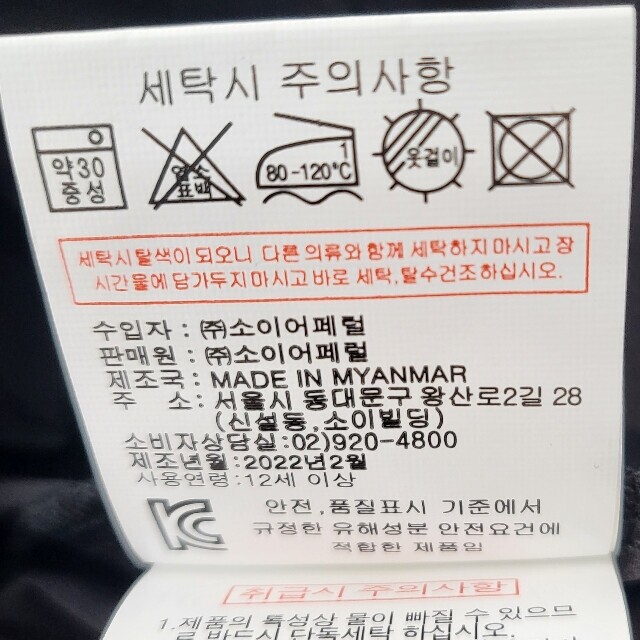 세탁시 주의사항
약30
중성
염소
표백
1
80-120℃
옷걸이
세탁시 탈색이 되오니, 다른 의류와 함께 세탁하지 마시고 장
시간 물에 담가두지 마시고 바로 세탁, 탈수건조 하십시오.
수입자 : ㈜소이어페럴
판매원 : ㈜소이어페럴
제조국 : MADE IN MYANMAR
주 소: 서울시 동대문구 왕산로2길 28
(신설동, 소이빌딩)
소비자상담실:02)920-4800
제조년월:2022년2월
사용연령:12세 이상
안전,품질표시 기준에서
규정한 유해성분 안전요건에
적합한 제품임
취급시 주의사항
1.제품의 특성상 물이 빠질 수 있으므
로 반드시 단독세탁 하십시오